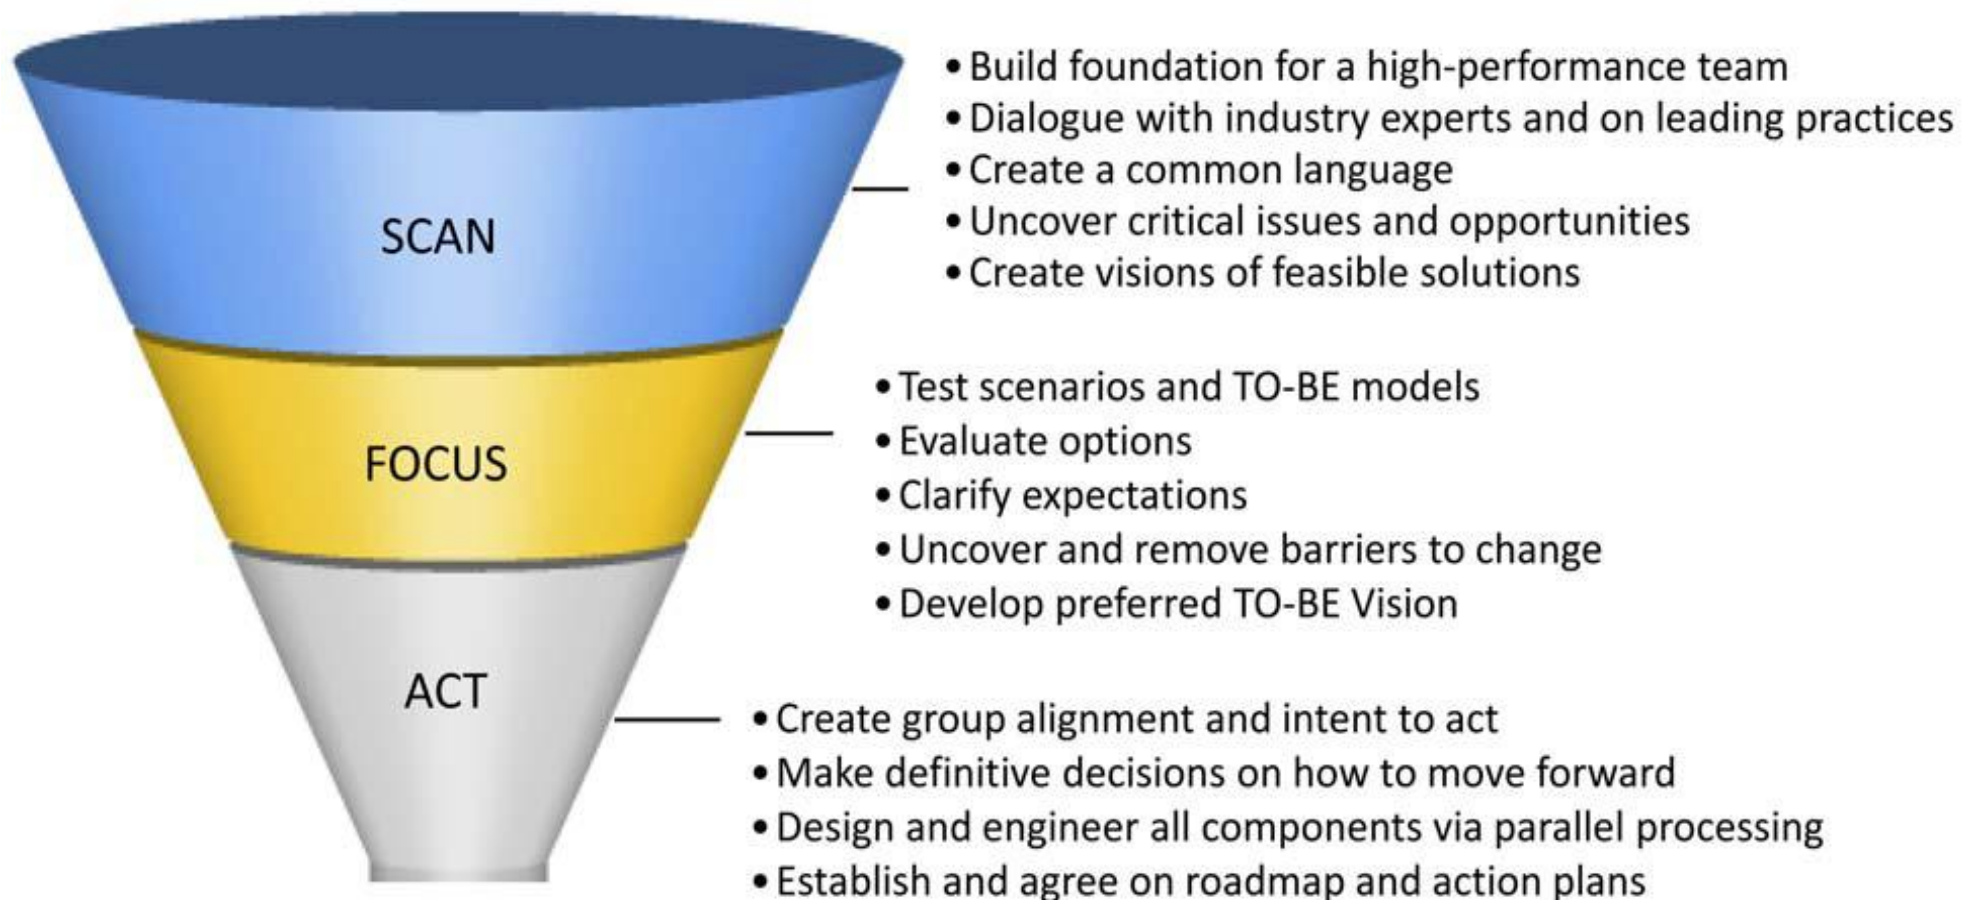 SCAN
• Build foundation for a high-performance team
• Dialogue with industry experts and on leading practices
• Create a common language
• Uncover critical issues and opportunities
• Create visions of feasible solutions
FOCUS
• Test scenarios and TO-BE models
• Evaluate options
• Clarify expectations
• Uncover and remove barriers to change
• Develop preferred TO-BE Vision
ACT
• Create group alignment and intent to act
• Make definitive decisions on how to move forward
• Design and engineer all components via parallel processing
• Establish and agree on roadmap and action plans